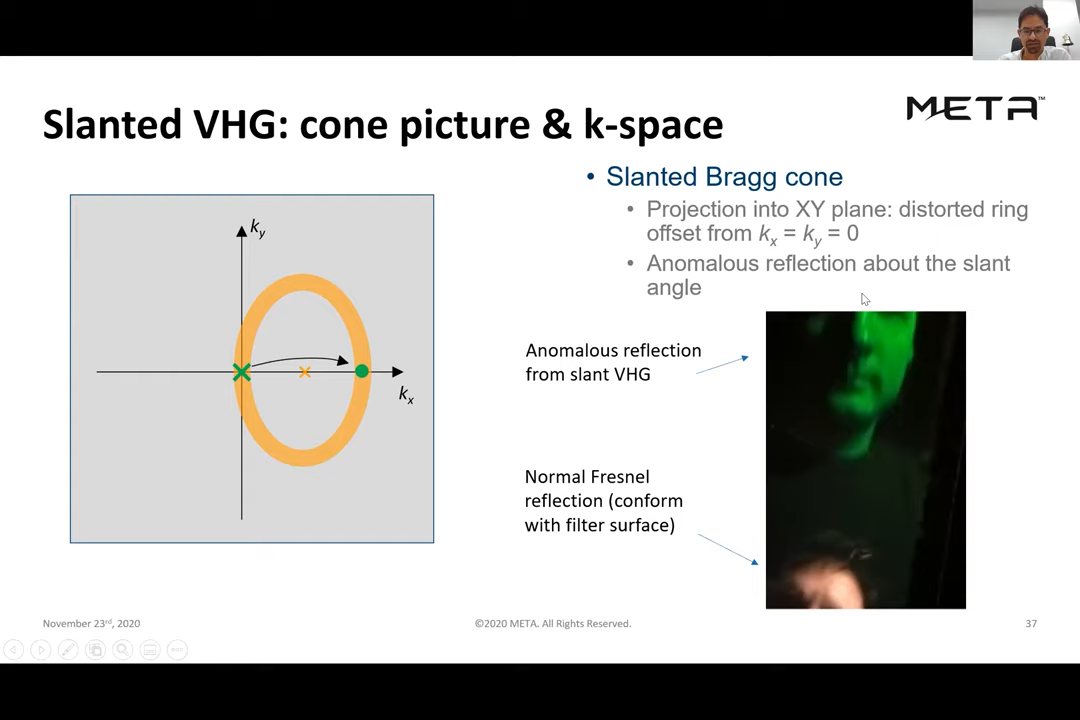 META™
Slanted VHG: cone picture & k-space
• Slanted Bragg cone
• Projection into XY plane: distorted ring
offset from kx = ky = 0
• Anomalous reflection about the slant
angle
ky
kx
Anomalous reflection
from slant VHG
Normal Fresnel
reflection (conform
with filter surface)
November 23rd, 2020
©2020 META. All Rights Reserved.
37